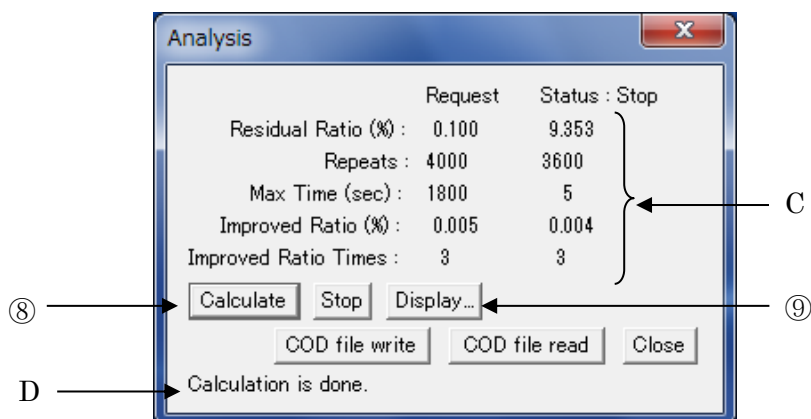 Analysis
Request Status : Stop
Residual Ratio (%) : 0.100 9.353
Repeats : 4000 3600
Max Time (sec) : 1800 5
Improved Ratio (%) : 0.005 0.004
Improved Ratio Times : 3 3
C
⑧ Calculate Stop Display... ⑨
COD file write COD file read Close
D Calculation is done.